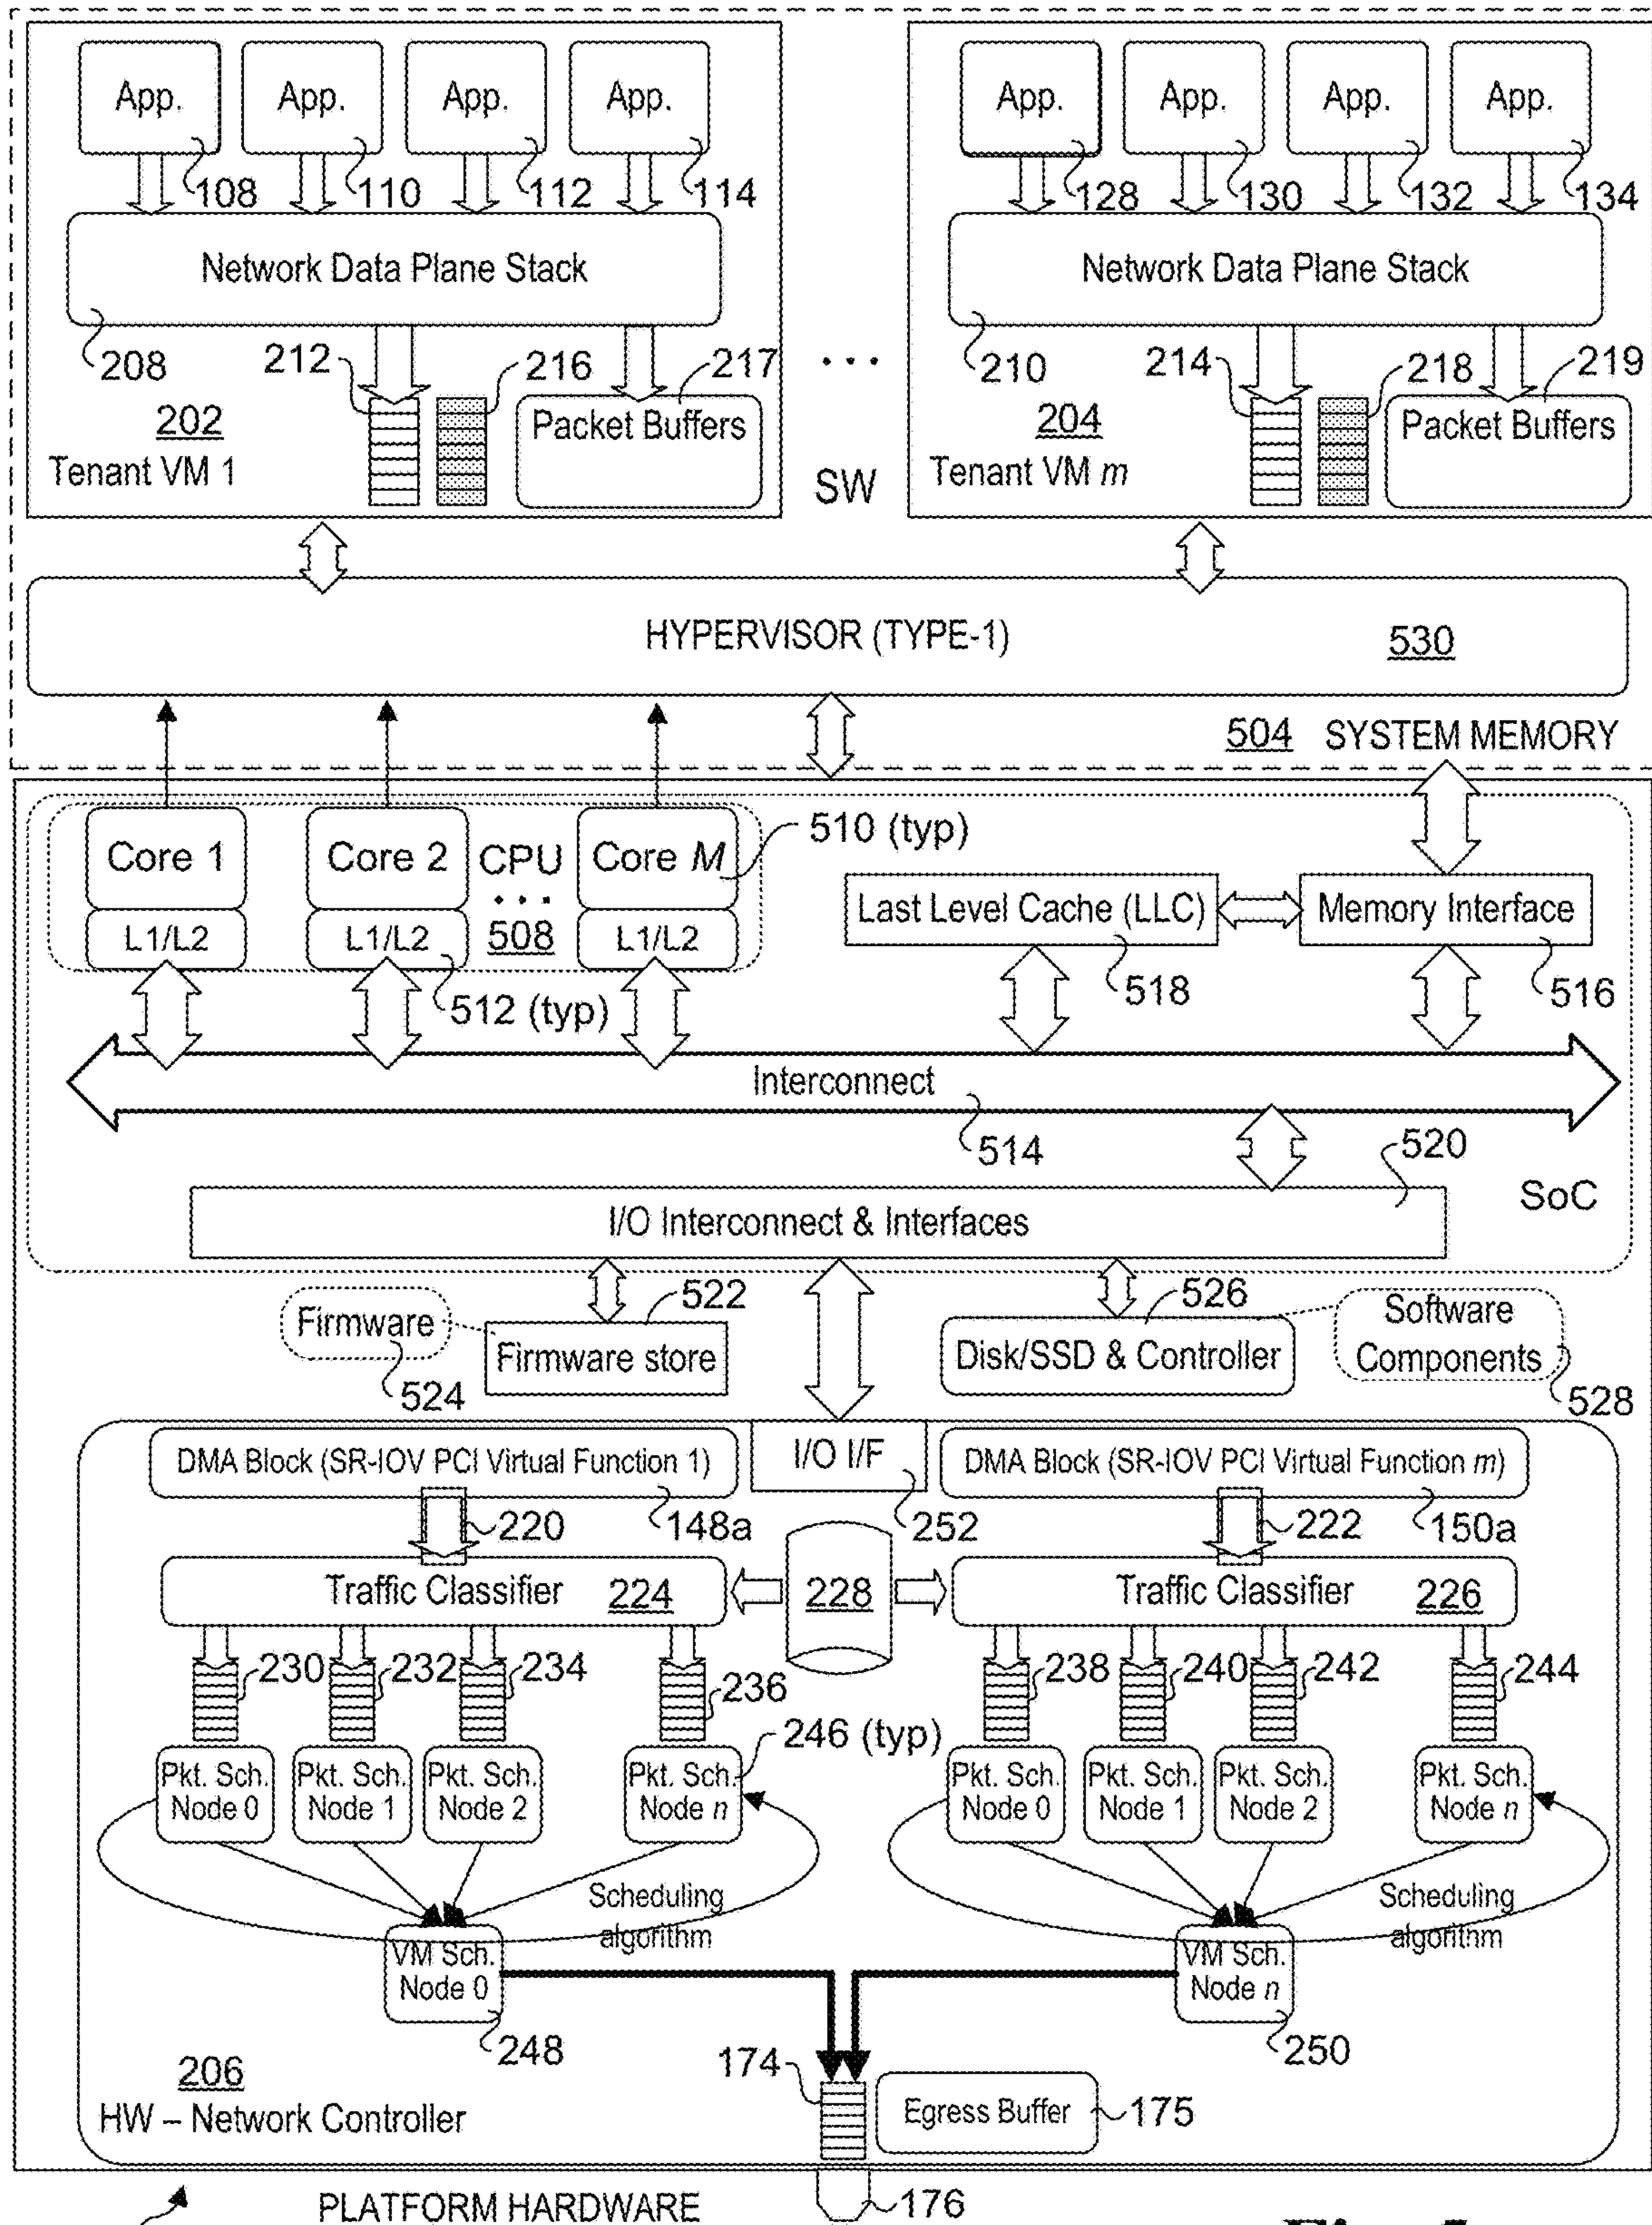 App. App. App. App. App. App. App. App.
108 110 112 114 128 130 132 134
Network Data Plane Stack Network Data Plane Stack
208 212 216 217 ... 210 214 218 219
202 Packet Buffers 204 Packet Buffers
Tenant VM 1 SW Tenant VM m
HYPERVISOR (TYPE-1) 530
504 SYSTEM MEMORY
Core 1 Core 2 CPU Core M 510 (typ)
...
Last Level Cache (LLC) Memory Interface
L1/L2 L1/L2 508 L1/L2
512 (typ) 518 516
Interconnect
514 520
SoC
I/O Interconnect & Interfaces
522 526 Software
Firmware Firmware store Disk/SSD & Controller Components
524 528
DMA Block (SR-IOV PCI Virtual Function 1) I/O I/F DMA Block (SR-IOV PCI Virtual Function m)
220 148a 252 222 150a
Traffic Classifier 224 228 Traffic Classifier 226
230 232 234 236 238 240 242 244
246 (typ)
Pkt. Sch. Pkt. Sch. Pkt. Sch. Pkt. Sch. Pkt. Sch. Pkt. Sch. Pkt. Sch. Pkt. Sch.
Node 0 Node 1 Node 2 Node n Node 0 Node 1 Node 2 Node n
Scheduling Scheduling
algorithm algorithm
VM Sch. VM Sch.
Node 0 Node n
248 174 250
206
HW – Network Controller Egress Buffer 175
PLATFORM HARDWARE 176